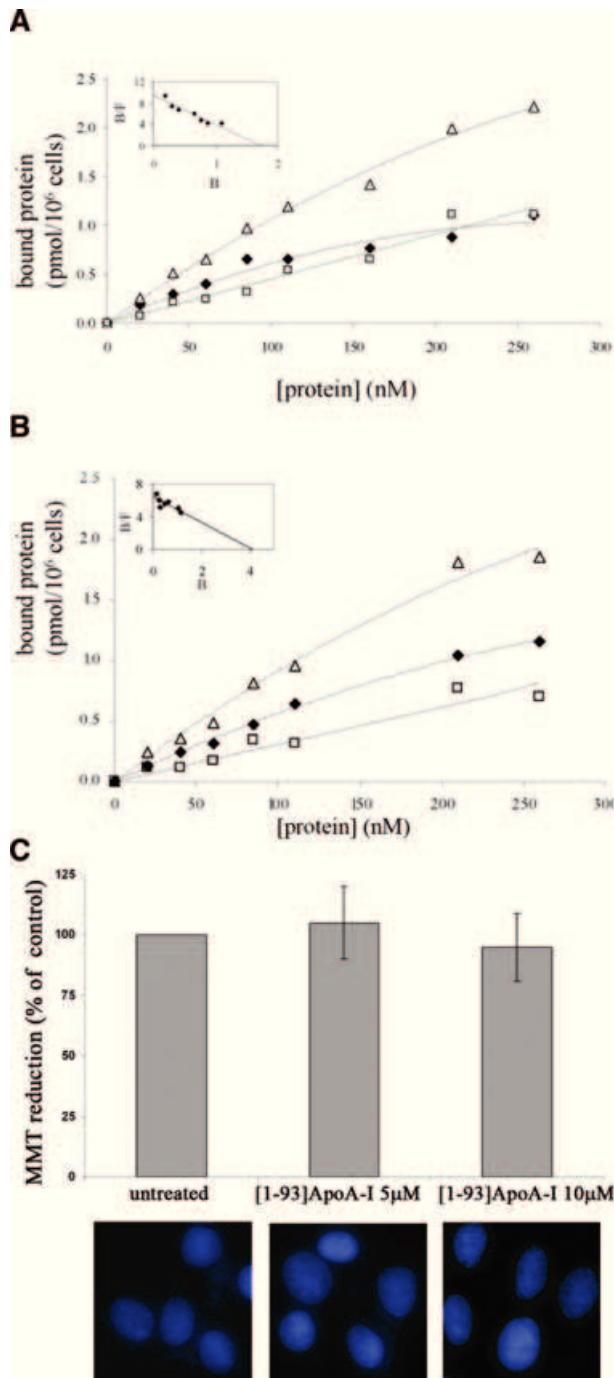 A
2.5
2.0
1.5
1.0
0.5
0.0
bound protein
(pmol/10⁶ cells)
12
8
4
0
B/F
0
1
2
B
0
50
100
150
200
250
300
[protein] (nM)
B
2.5
2.0
1.5
1.0
0.5
0.0
bound protein
(pmol/10⁶ cells)
8
4
0
B/F
0
2
4
B
0
50
100
150
200
250
300
[protein] (nM)
C
125
100
75
50
25
0
MMT reduction (% of control)
untreated
[1-93]ApoA-I 5µM
[1-93]ApoA-I 10µM